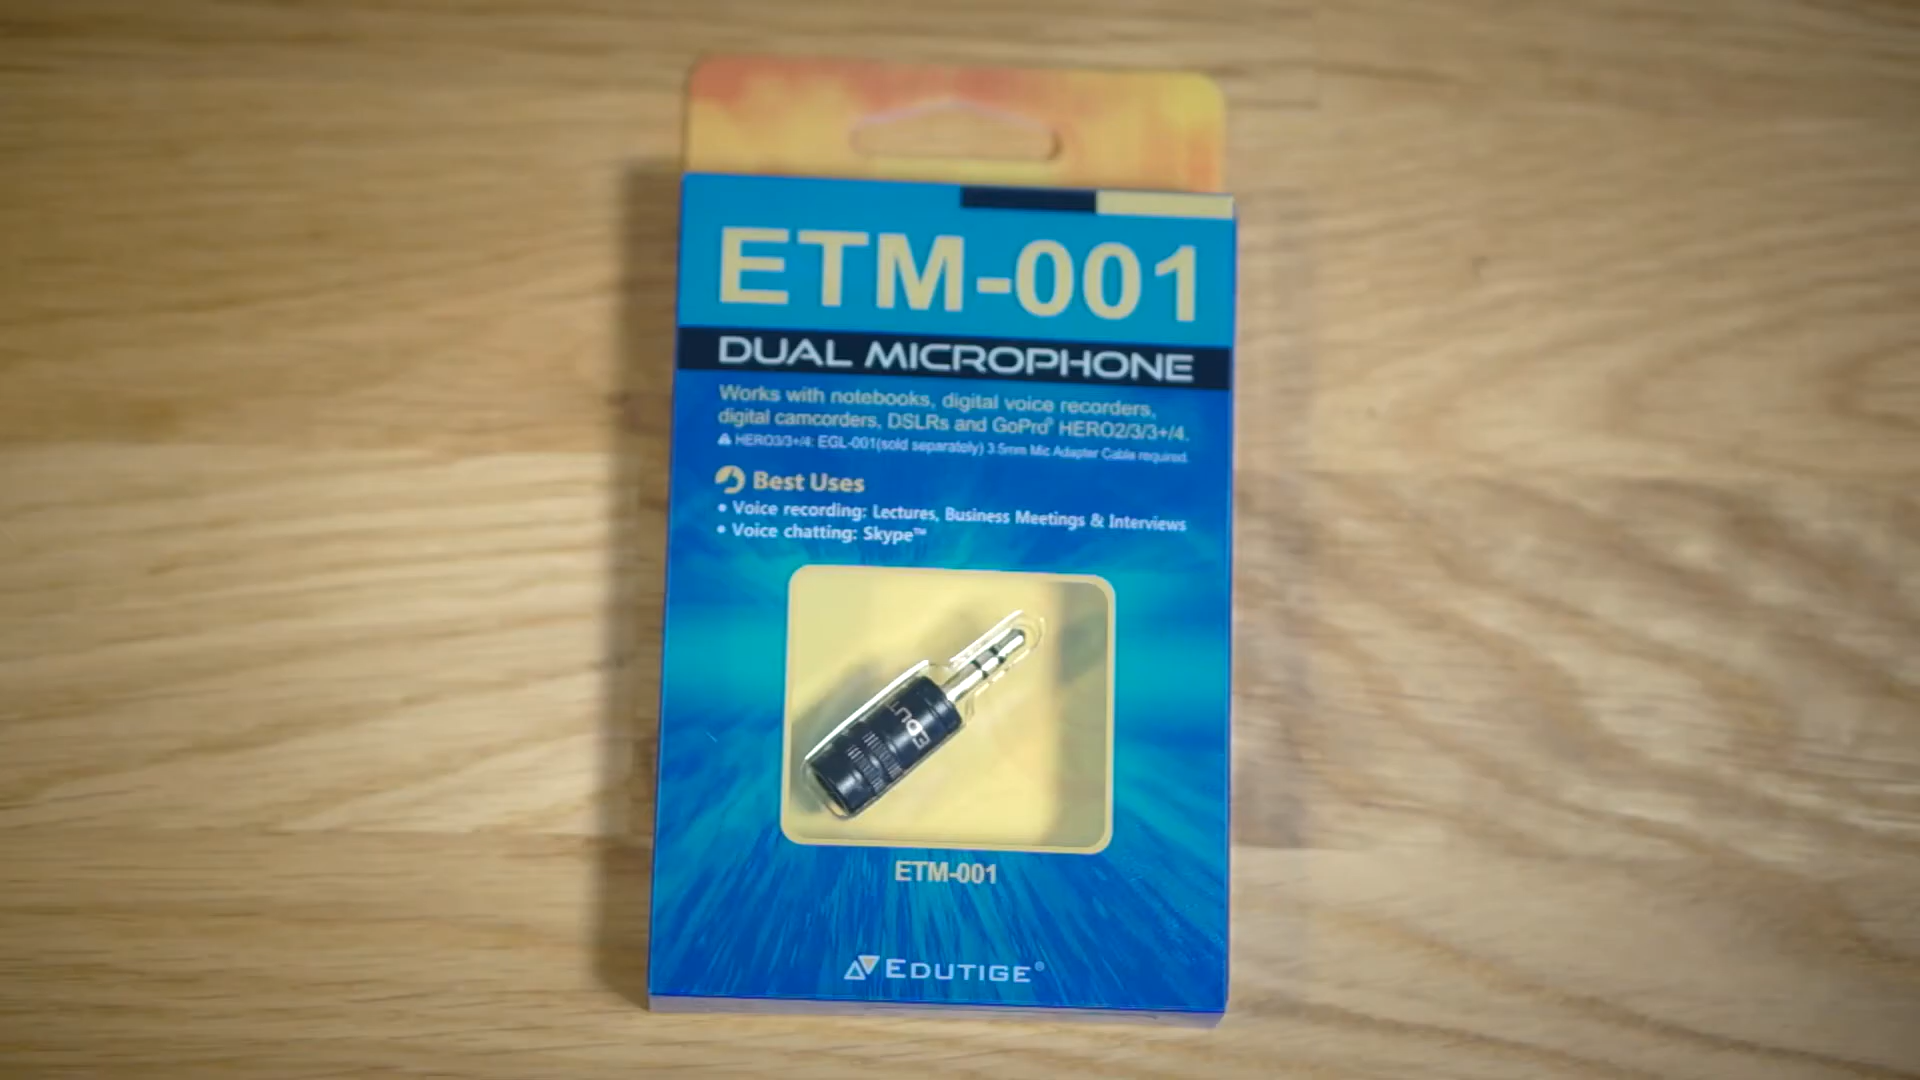 ETM-001
DUAL MICROPHONE
Works with notebooks, digital voice recorders,
digital camcorders, DSLRs and GoPro® HERO2/3/3+/4.
HERO3/3+/4: EGL-001(sold separately) 3.5mm Mic Adapter Cable required.
Best Uses
• Voice recording: Lectures, Business Meetings & Interviews
• Voice chatting: Skype™
EDUT
ETM-001
EDUTIGE®